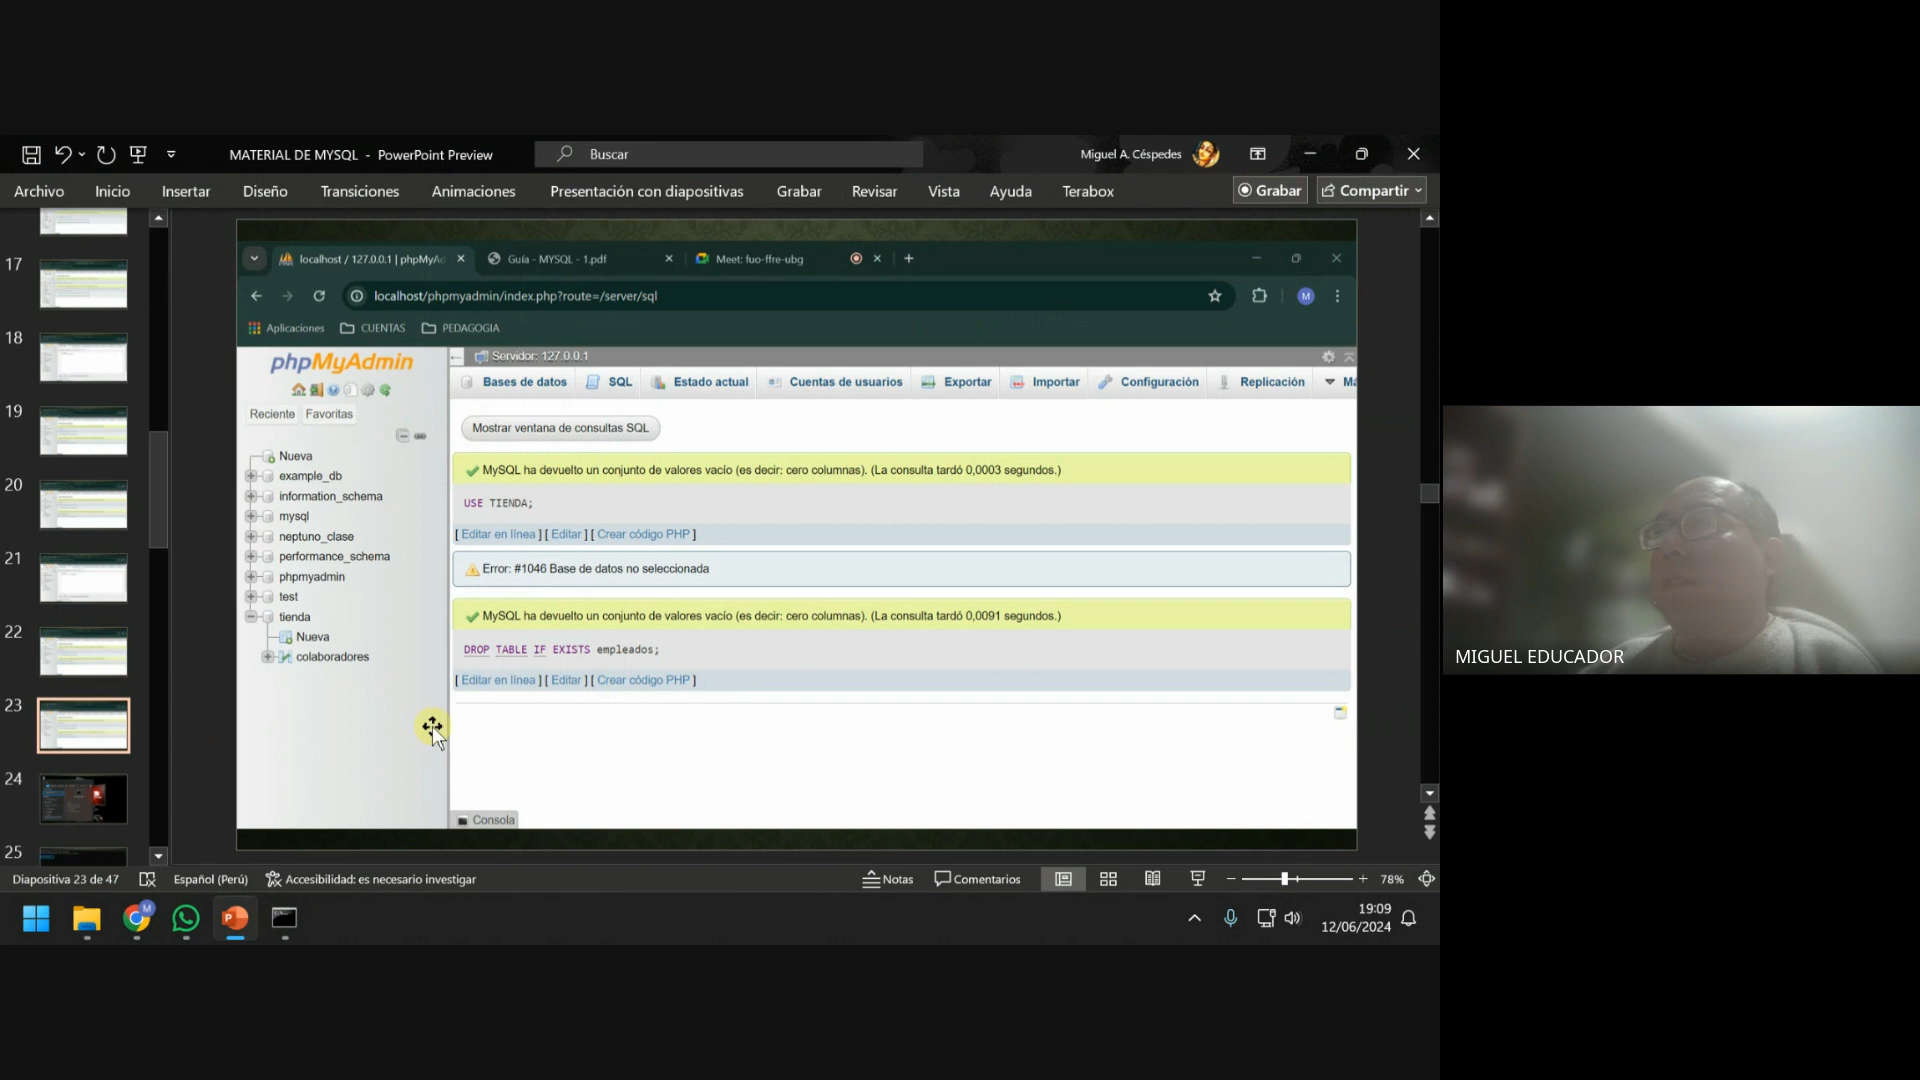 MATERIAL DE MYSQL - PowerPoint Preview
Buscar
Miguel A. Céspedes
Archivo
Inicio
Insertar
Diseño
Transiciones
Animaciones
Presentación con diapositivas
Grabar
Revisar
Vista
Ayuda
Terabox
Grabar
Compartir
17
18
19
20
21
22
23
24
25
localhost / 127.0.0.1 | phpMyAd
Guía - MYSQL - 1.pdf
Meet: fuo-ffre-ubg
localhost/phpmyadmin/index.php?route=/server/sql
M
Aplicaciones
CUENTAS
PEDAGOGIA
phpMyAdmin
Reciente
Favoritas
Nueva
example_db
information_schema
mysql
neptuno_clase
performance_schema
phpmyadmin
test
tienda
Nueva
colaboradores
Servidor: 127.0.0.1
Bases de datos
SQL
Estado actual
Cuentas de usuarios
Exportar
Importar
Configuración
Replicación
Má
Mostrar ventana de consultas SQL
MySQL ha devuelto un conjunto de valores vacío (es decir: cero columnas). (La consulta tardó 0,0003 segundos.)
USE TIENDA;
[ Editar en línea ] [ Editar ] [ Crear código PHP ]
Error: #1046 Base de datos no seleccionada
MySQL ha devuelto un conjunto de valores vacío (es decir: cero columnas). (La consulta tardó 0,0091 segundos.)
DROP TABLE IF EXISTS empleados;
[ Editar en línea ] [ Editar ] [ Crear código PHP ]
Consola
MIGUEL EDUCADOR
Diapositiva 23 de 47
Español (Perú)
Accesibilidad: es necesario investigar
Notas
Comentarios
78%
19:09
12/06/2024